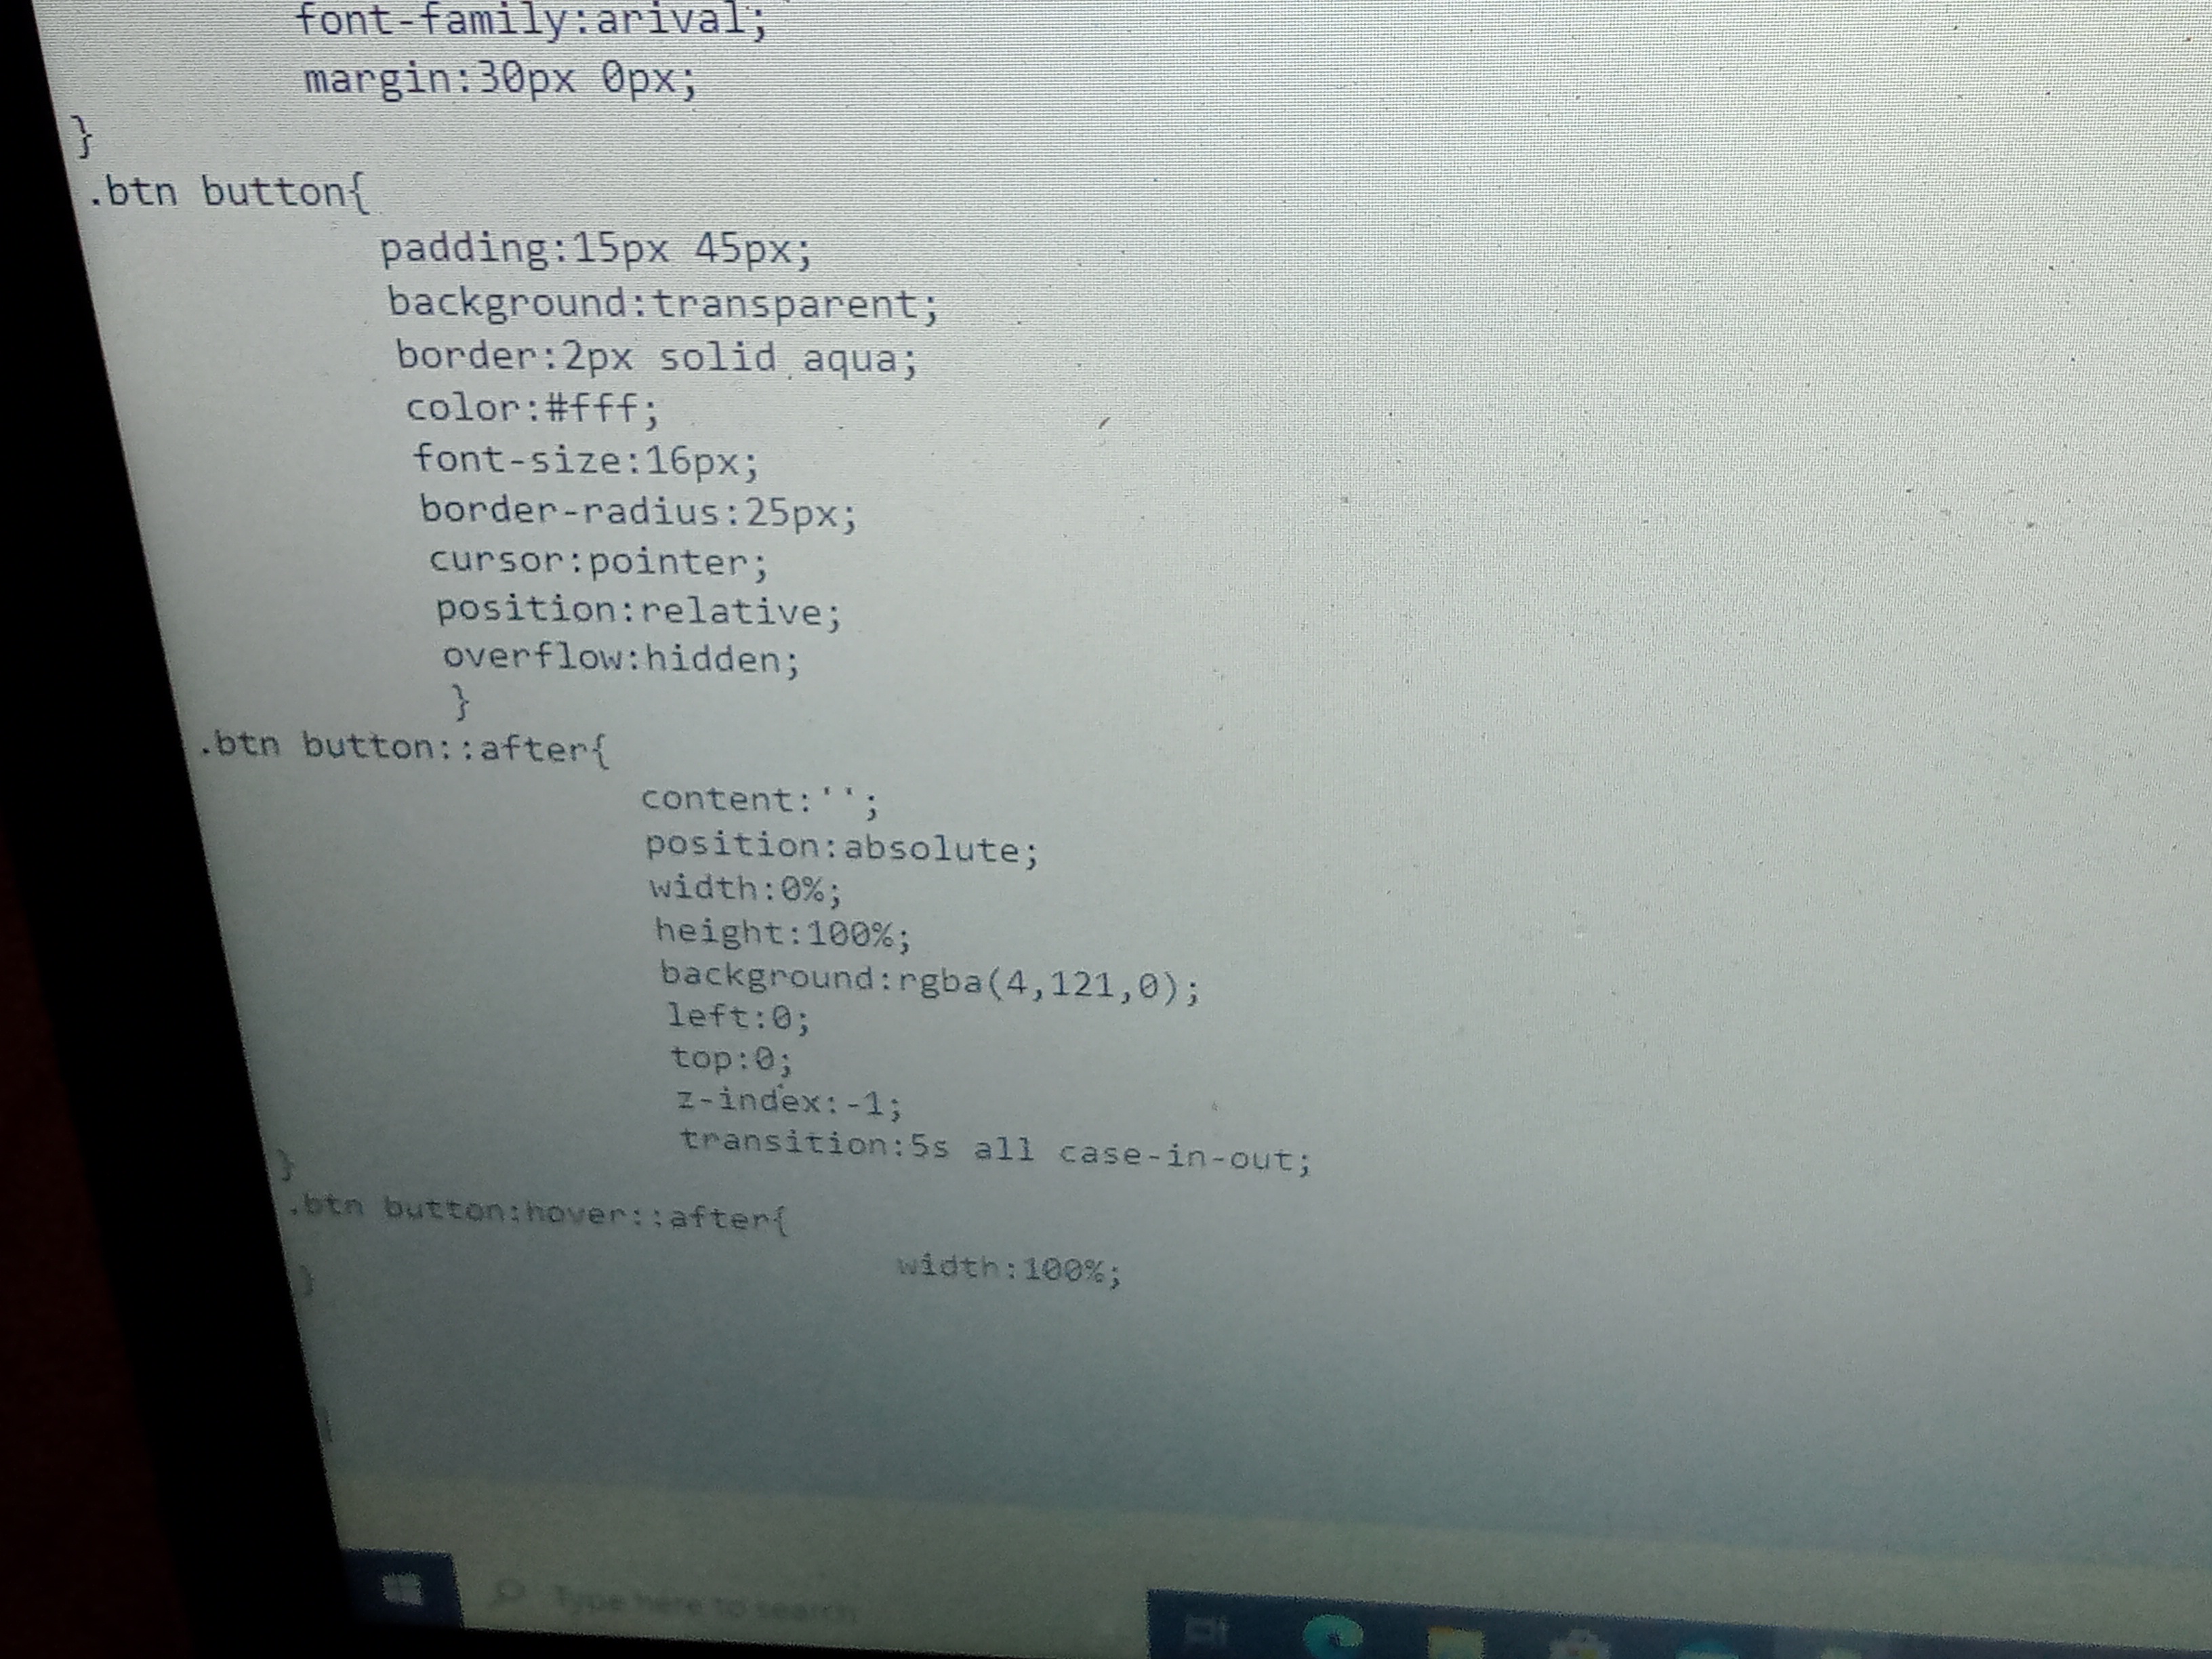 font-family:arival;
margin:30px 0px;
}
.btn button{
padding:15px 45px;
background:transparent;
border:2px solid aqua;
color:#fff;
font-size:16px;
border-radius:25px;
cursor:pointer;
position:relative;
overflow:hidden;
}
.btn button::after{
content:'';
position:absolute;
width:0%;
height:100%;
background:rgba(4,121,0);
left:0;
top:0;
z-index:-1;
transition:5s all case-in-out;
}
.btn button:hover::after{
width:100%;
}
Type here to search